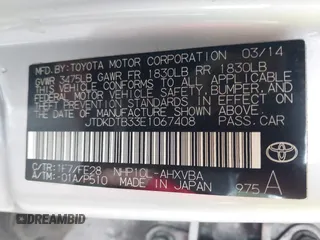 MFD.BY:TOYOTA MOTOR CORPORATION 03/14
GVWR 3475LB GAWR FR 1830LB RR 1830LB
THIS VEHICLE CONFORMS TO ALL APPLICABLE
FEDERAL MOTOR VEHICLE SAFETY, BUMPER, AND
THEFT PREVENTION STANDARDS IN EFFECT ON
THE DATE OF MANUFACTURE SHOWN ABOVE.
JTDKDTB33E1067408 PASS.CAR
C/TR:1F7/FE28 NHP10L-AHXVBA
A/TM:-01A/P510 MADE IN JAPAN
975 A
TOYOTA
DREAMBID